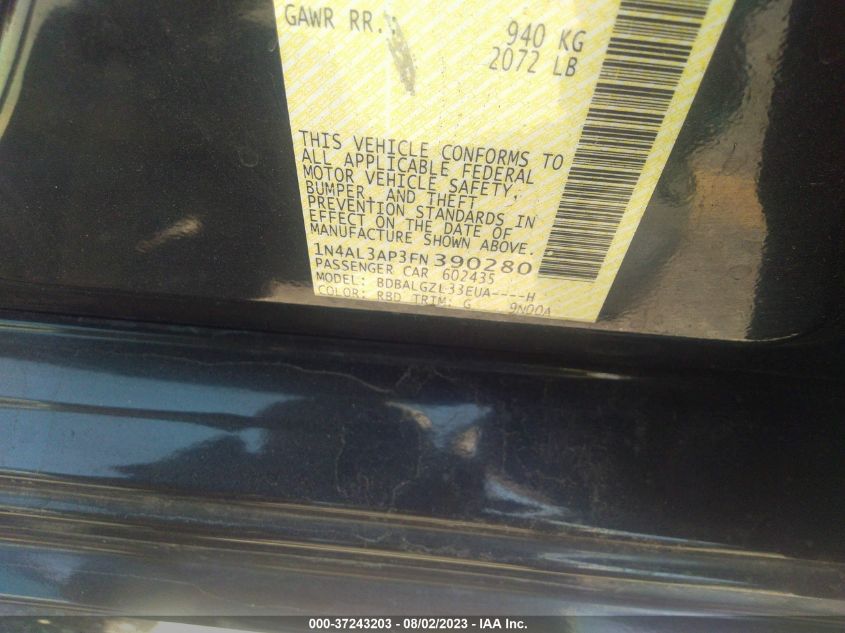 GAWR RR.: 940 KG
2072 LB
THIS VEHICLE CONFORMS TO
ALL APPLICABLE FEDERAL
MOTOR VEHICLE SAFETY,
BUMPER, AND THEFT
PREVENTION STANDARDS IN
EFFECT ON THE DATE OF
MANUFACTURE SHOWN ABOVE.
1N4AL3AP3FN390280
PASSENGER CAR 602435
MODEL: BDBALGZL33EUA----H
COLOR: RBD TRIM: G 9N00A
000-37243203 - 08/02/2023 - IAA Inc.